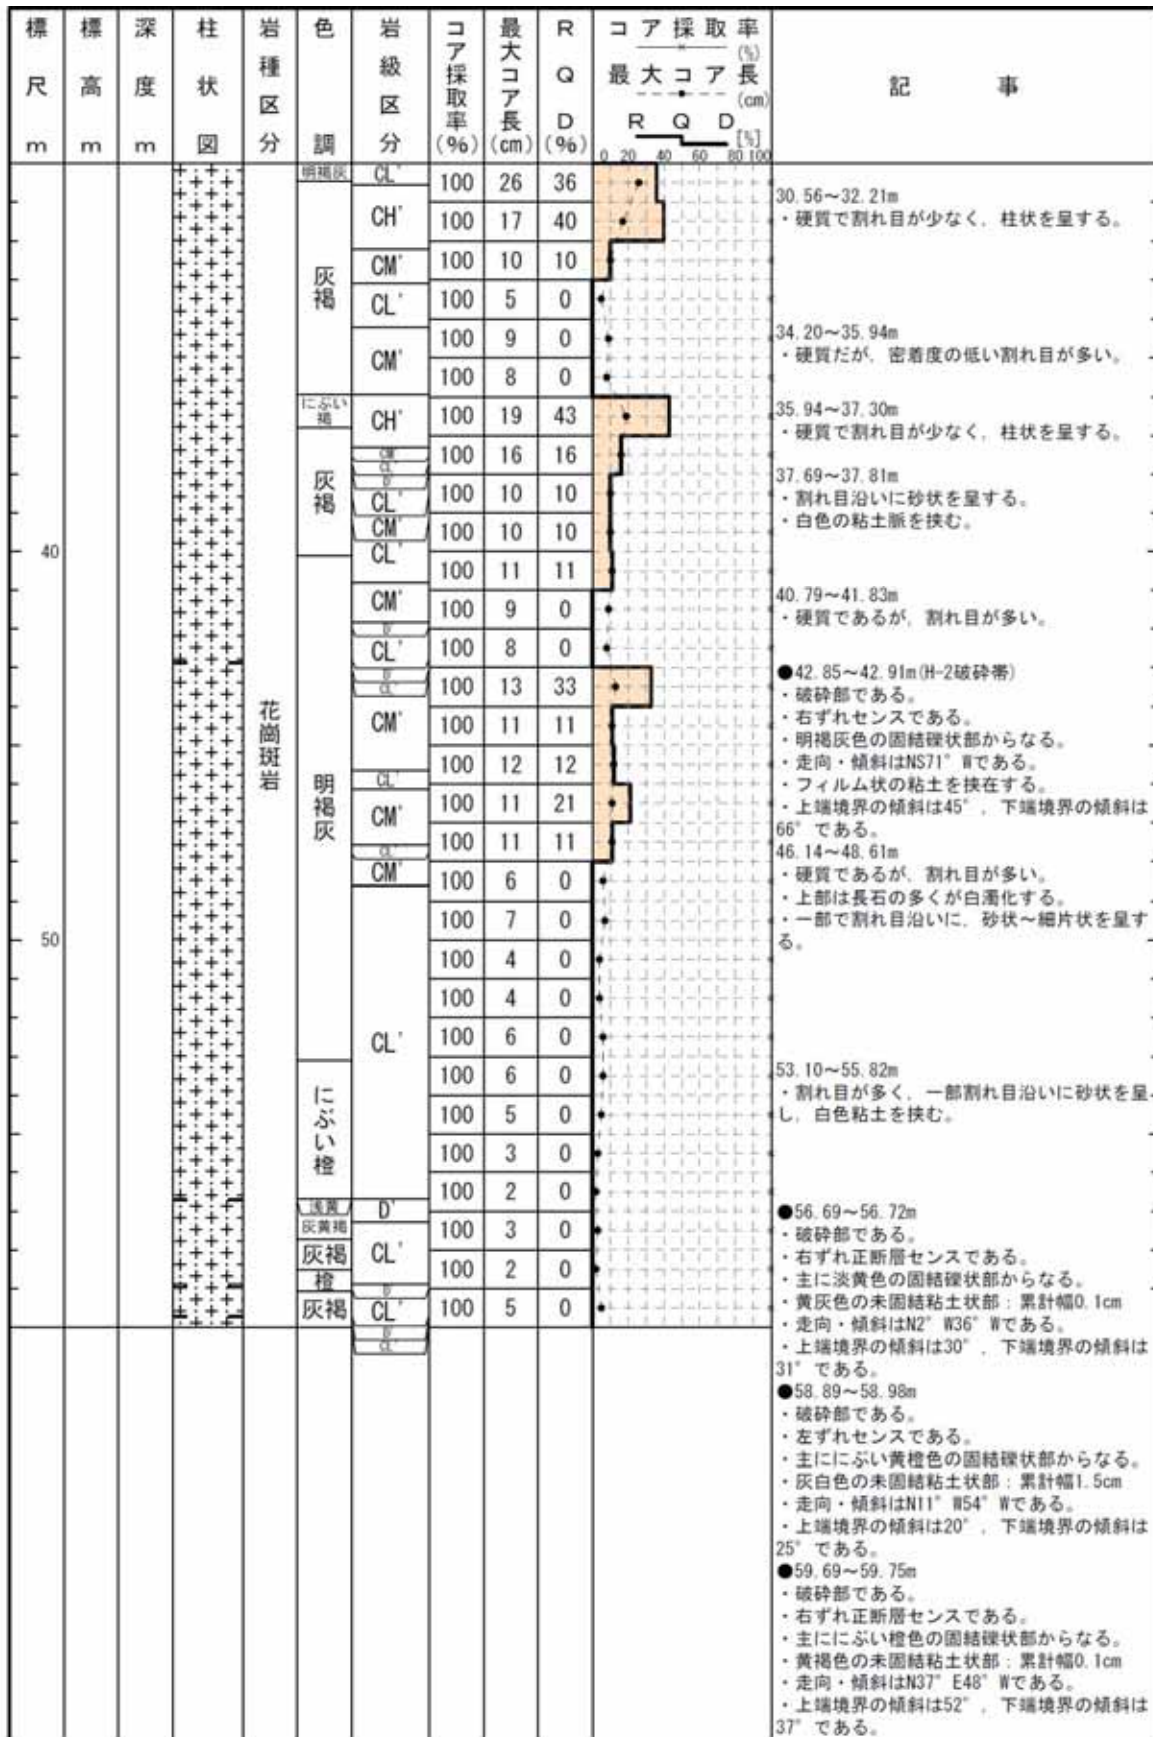 標尺m
標高m
深度m
柱状図
岩種区分
色調
岩級区分
コア採取率(%)
最大コア長(cm)
RQD(%)
コア採取率(%)
最大コア長(cm)
RQD[%]
0 20 40 60 80 100
記事
40
50
花崗斑岩
明褐灰
灰褐
にぶい褐
灰褐
明褐灰
にぶい橙
浅黄
灰黄褐
灰褐
橙
灰褐
CL'
CH'
CM'
CL'
CM'
CH'
CM'
CL'
D'
CL'
CM'
CL'
CM'
D'
CL'
D'
CL'
CM'
CL'
CM'
CL'
CM'
CL'
D'
CL'
D'
CL'
D'
CL'
100 26 36
100 17 40
100 10 10
100 5 0
100 9 0
100 8 0
100 19 43
100 16 16
100 10 10
100 10 10
100 11 11
100 9 0
100 8 0
100 13 33
100 11 11
100 12 12
100 11 21
100 11 11
100 6 0
100 7 0
100 4 0
100 4 0
100 6 0
100 6 0
100 5 0
100 3 0
100 2 0
100 3 0
100 2 0
100 5 0
30.56～32.21m
・硬質で割れ目が少なく，柱状を呈する。
34.20～35.94m
・硬質だが，密着度の低い割れ目が多い。
35.94～37.30m
・硬質で割れ目が少なく，柱状を呈する。
37.69～37.81m
・割れ目沿いに砂状を呈する。
・白色の粘土脈を挟む。
40.79～41.83m
・硬質であるが，割れ目が多い。
●42.85～42.91m(H-2破砕帯)
・破砕部である。
・右ずれセンスである。
・明褐灰色の固結礫状部からなる。
・走向・傾斜はNS71°Wである。
・フィルム状の粘土を挟在する。
・上端境界の傾斜は45°，下端境界の傾斜は
66°である。
46.14～48.61m
・硬質であるが，割れ目が多い。
・上部は長石の多くが白濁化する。
・一部で割れ目沿いに，砂状～細片状を呈す
る。
53.10～55.82m
・割れ目が多く，一部割れ目沿いに砂状を呈
し，白色粘土を挟む。
●56.69～56.72m
・破砕部である。
・右ずれ正断層センスである。
・主に淡黄色の固結礫状部からなる。
・黄灰色の未固結粘土状部：累計幅0.1cm
・走向・傾斜はN2°W36°Wである。
・上端境界の傾斜は30°，下端境界の傾斜は
31°である。
●58.89～58.98m
・破砕部である。
・左ずれセンスである。
・主ににぶい黄橙色の固結礫状部からなる。
・灰白色の未固結粘土状部：累計幅1.5cm
・走向・傾斜はN11°W54°Wである。
・上端境界の傾斜は20°，下端境界の傾斜は
25°である。
●59.69～59.75m
・破砕部である。
・右ずれ正断層センスである。
・主ににぶい橙色の固結礫状部からなる。
・黄褐色の未固結粘土状部：累計幅0.1cm
・走向・傾斜はN37°E48°Wである。
・上端境界の傾斜は52°，下端境界の傾斜は
37°である。